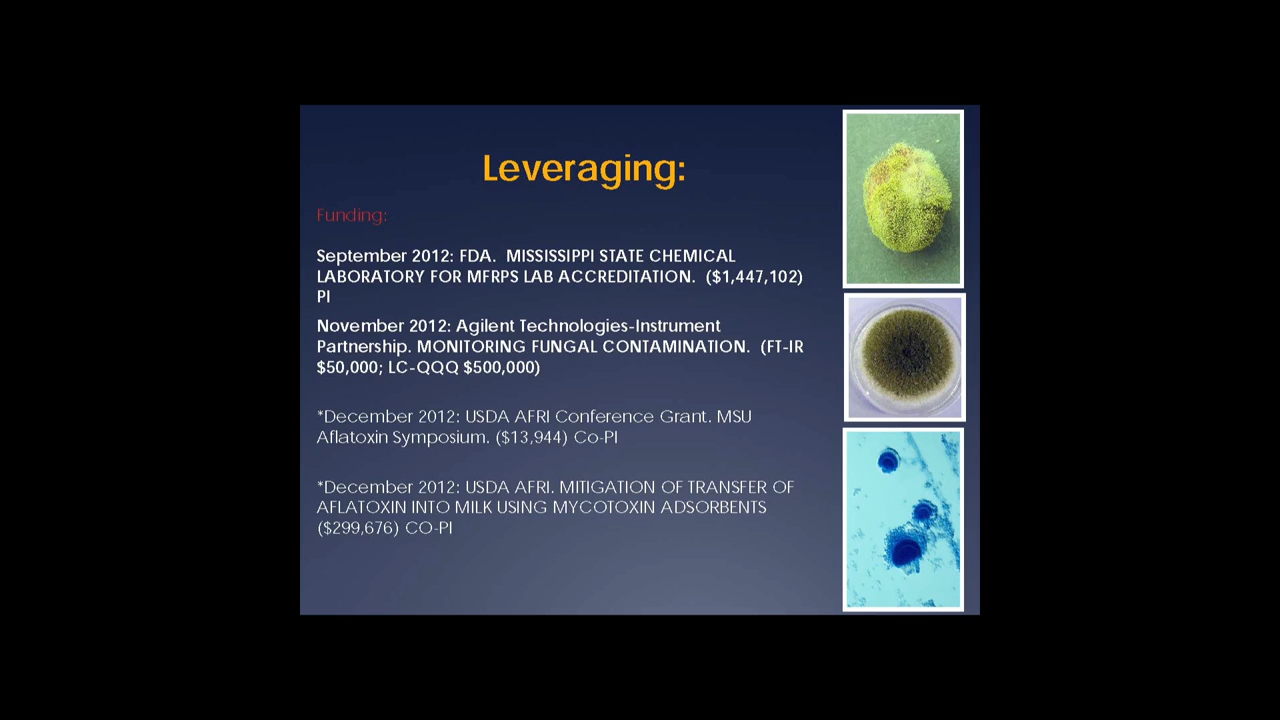 Leveraging:
Funding:
September 2012: FDA.  MISSISSIPPI STATE CHEMICAL
LABORATORY FOR MFRPS LAB ACCREDITATION.  ($1,447,102)
PI
November 2012: Agilent Technologies-Instrument
Partnership. MONITORING FUNGAL CONTAMINATION.  (FT-IR
$50,000; LC-QQQ $500,000)
*December 2012: USDA AFRI Conference Grant. MSU
Aflatoxin Symposium. ($13,944) Co-PI
*December 2012: USDA AFRI. MITIGATION OF TRANSFER OF
AFLATOXIN INTO MILK USING MYCOTOXIN ADSORBENTS
($299,676) CO-PI